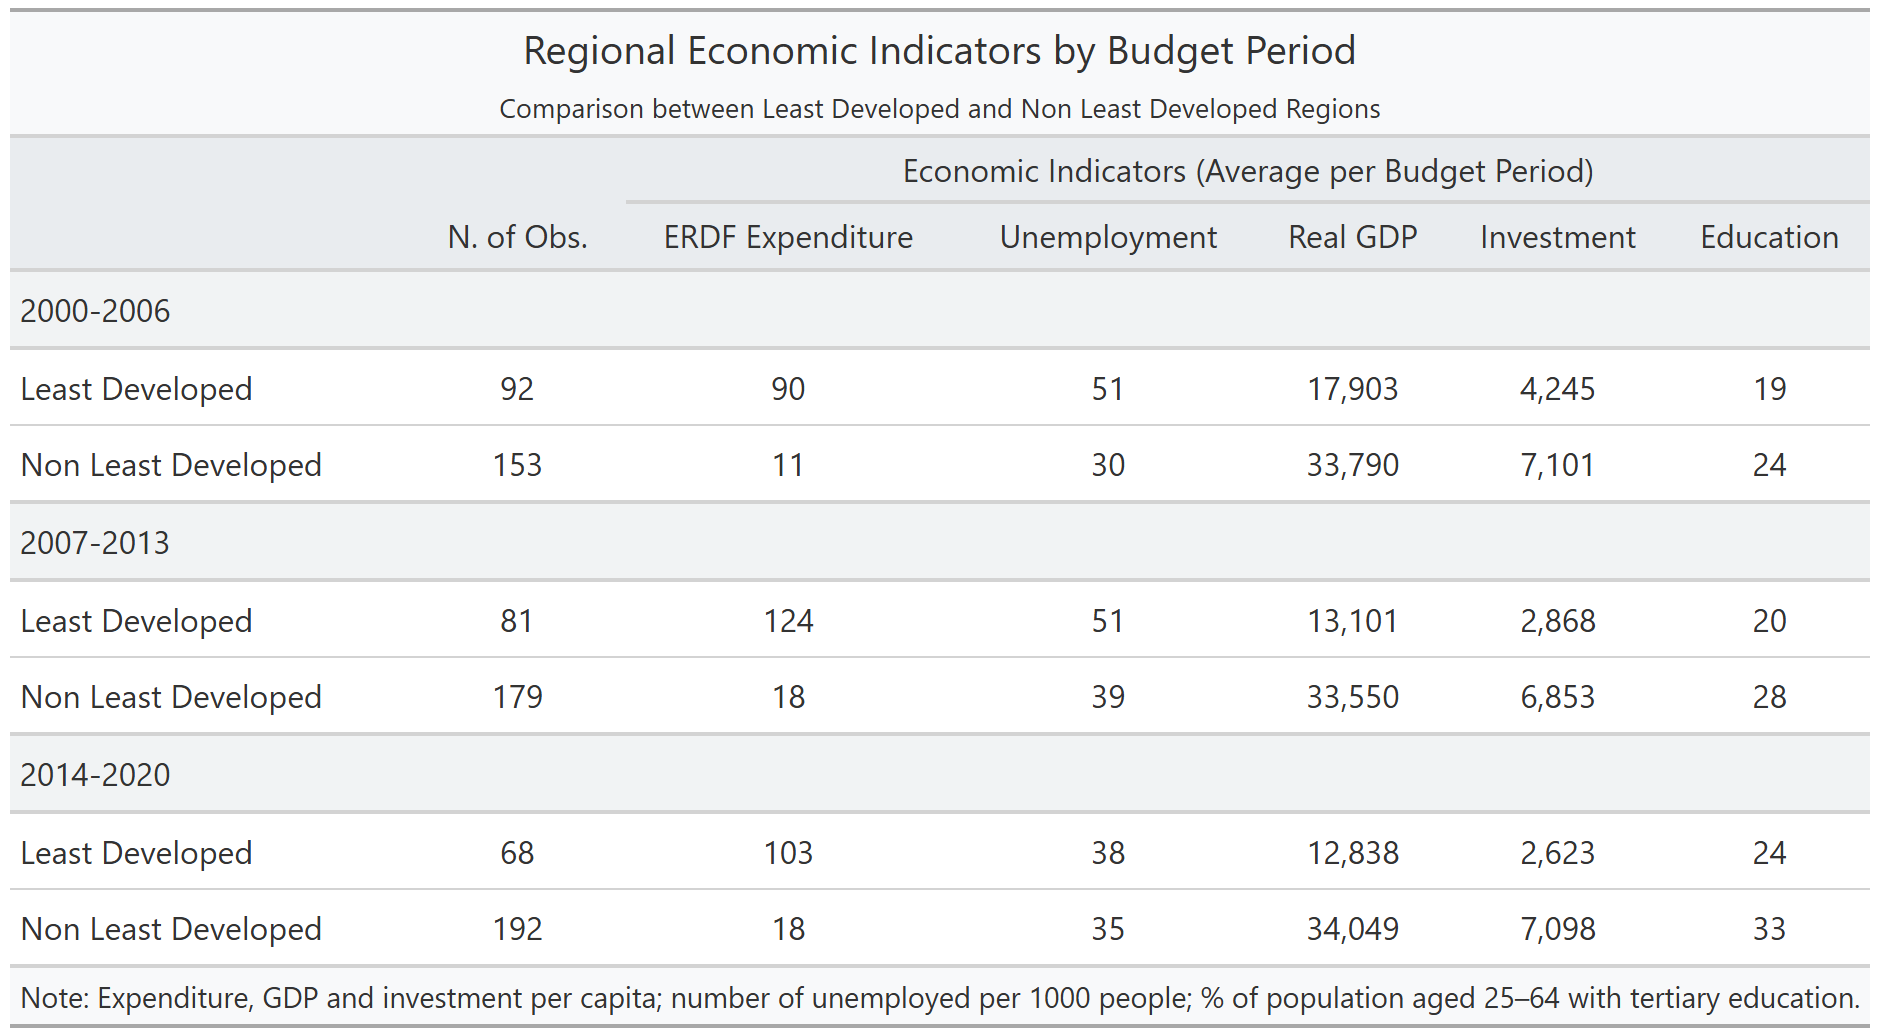 Regional Economic Indicators by Budget Period
Comparison between Least Developed and Non Least Developed Regions
Economic Indicators (Average per Budget Period)
N. of Obs. ERDF Expenditure Unemployment Real GDP Investment Education
2000-2006
Least Developed 92 90 51 17,903 4,245 19
Non Least Developed 153 11 30 33,790 7,101 24
2007-2013
Least Developed 81 124 51 13,101 2,868 20
Non Least Developed 179 18 39 33,550 6,853 28
2014-2020
Least Developed 68 103 38 12,838 2,623 24
Non Least Developed 192 18 35 34,049 7,098 33
Note: Expenditure, GDP and investment per capita; number of unemployed per 1000 people; % of population aged 25–64 with tertiary education.